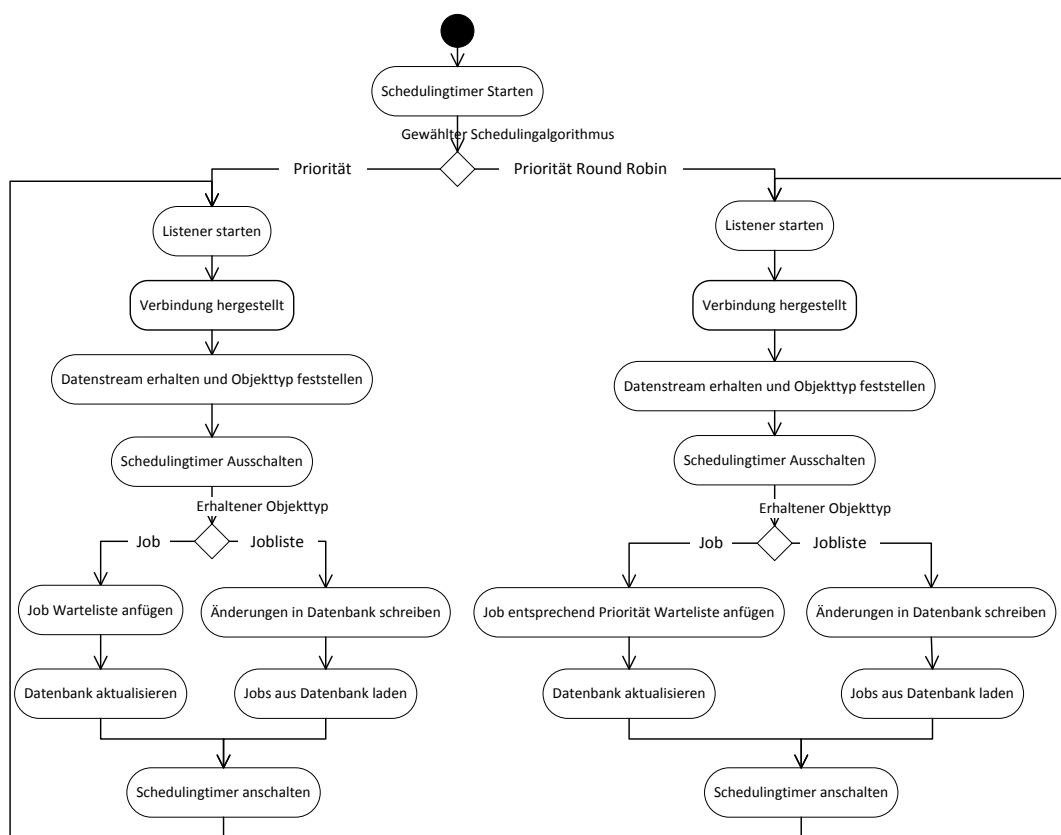 Schedulingtimer Starten
Gewählter Schedulingalgorithmus
Priorität
Priorität Round Robin
Listener starten
Verbindung hergestellt
Datenstream erhalten und Objekttyp feststellen
Schedulingtimer Ausschalten
Erhaltener Objekttyp
Job
Jobliste
Job Warteliste anfügen
Änderungen in Datenbank schreiben
Datenbank aktualisieren
Jobs aus Datenbank laden
Schedulingtimer anschalten
Listener starten
Verbindung hergestellt
Datenstream erhalten und Objekttyp feststellen
Schedulingtimer Ausschalten
Erhaltener Objekttyp
Job
Jobliste
Job entsprechend Priorität Warteliste anfügen
Änderungen in Datenbank schreiben
Datenbank aktualisieren
Jobs aus Datenbank laden
Schedulingtimer anschalten